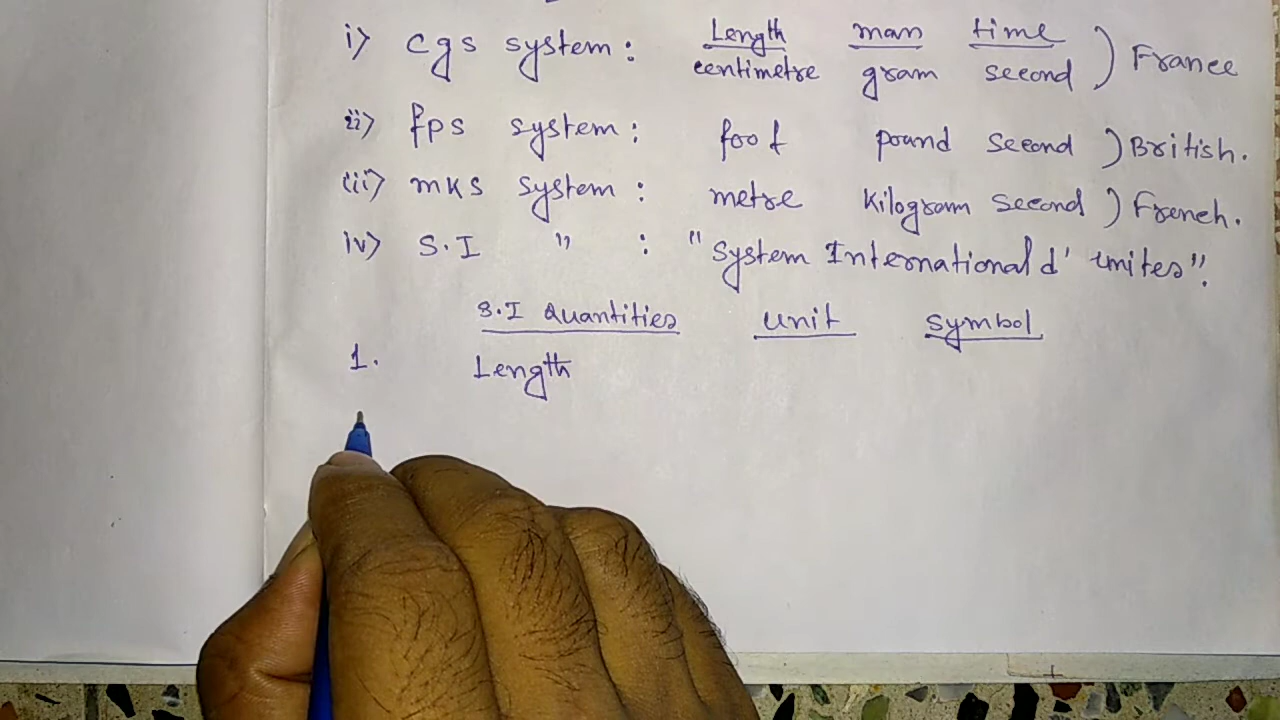 Length mass time
i) cgs system: centimetre gram second ) France
ii) fps system: foot pound second ) British.
iii) mks system: metre kilogram second ) French.
iv) S.I " : "System International d' unites".
S.I Quantities unit symbol
1. Length